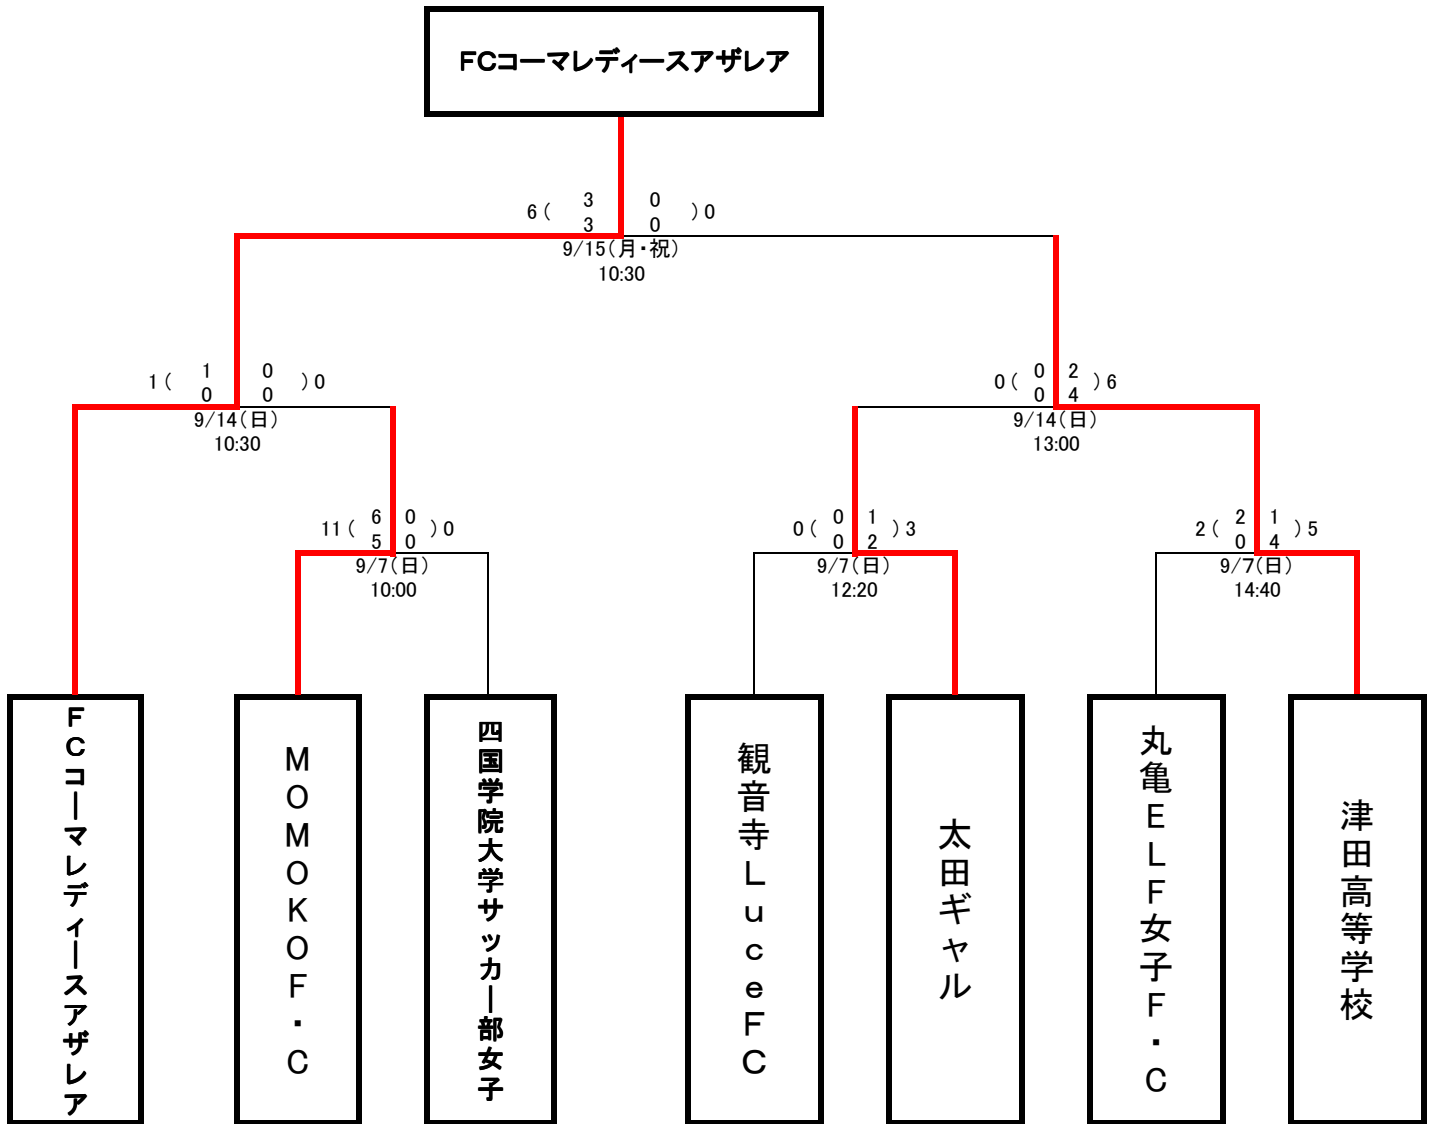 FCコーマレディースアザレア
3 0
6( )0
3 0
9/15(月・祝)
10:30
1 0
1( )0
0 0
9/14(日)
10:30
0 2
0( )6
0 4
9/14(日)
13:00
6 0
11( )0
5 0
9/7(日)
10:00
0 1
0( )3
0 2
9/7(日)
12:20
2 1
2( )5
0 4
9/7(日)
14:40
FCコーマレディースアザレア
MOMOKOF・C
四国学院大学サッカー部女子
観音寺LuceFC
太田ギャル
丸亀ELF女子F・C
津田高等学校